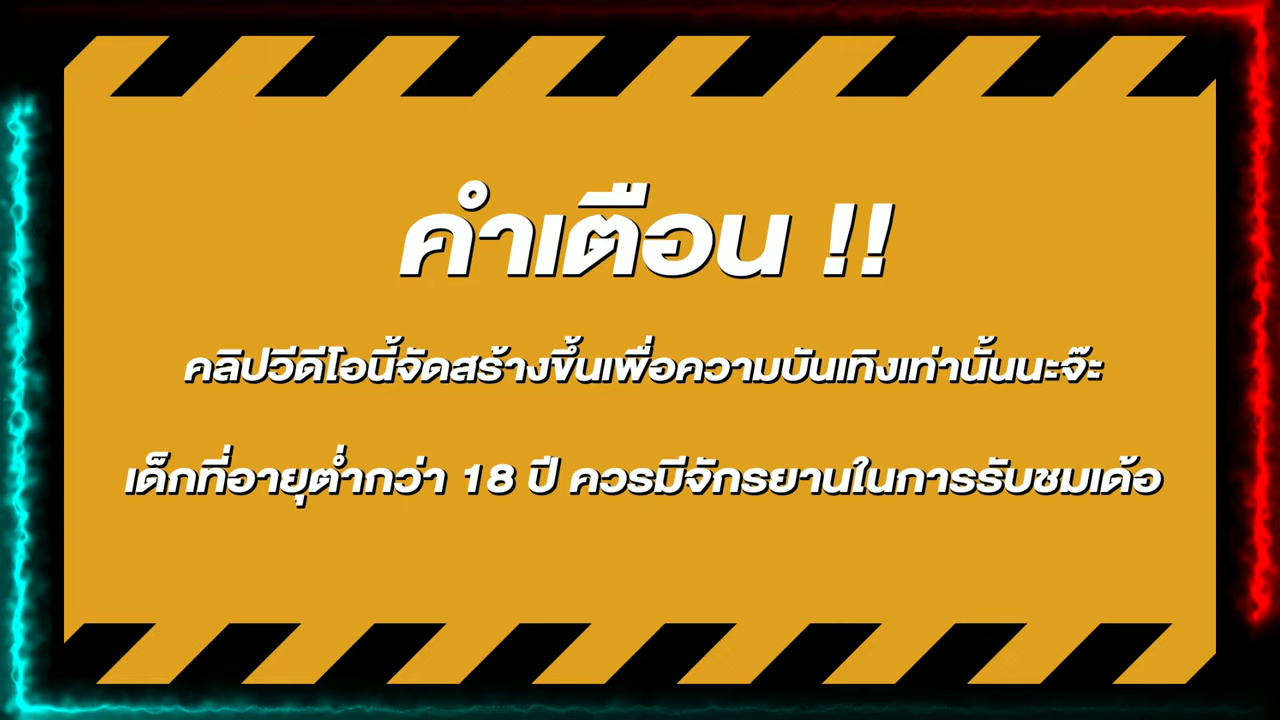 คำเตือน !!
คลิปวีดีโอนี้จัดสร้างขึ้นเพื่อความบันเทิงเท่านั้นนะจ๊ะ
เด็กที่อายุต่ำกว่า 18 ปี ควรมีจักรยานในการรับชมเด้อ